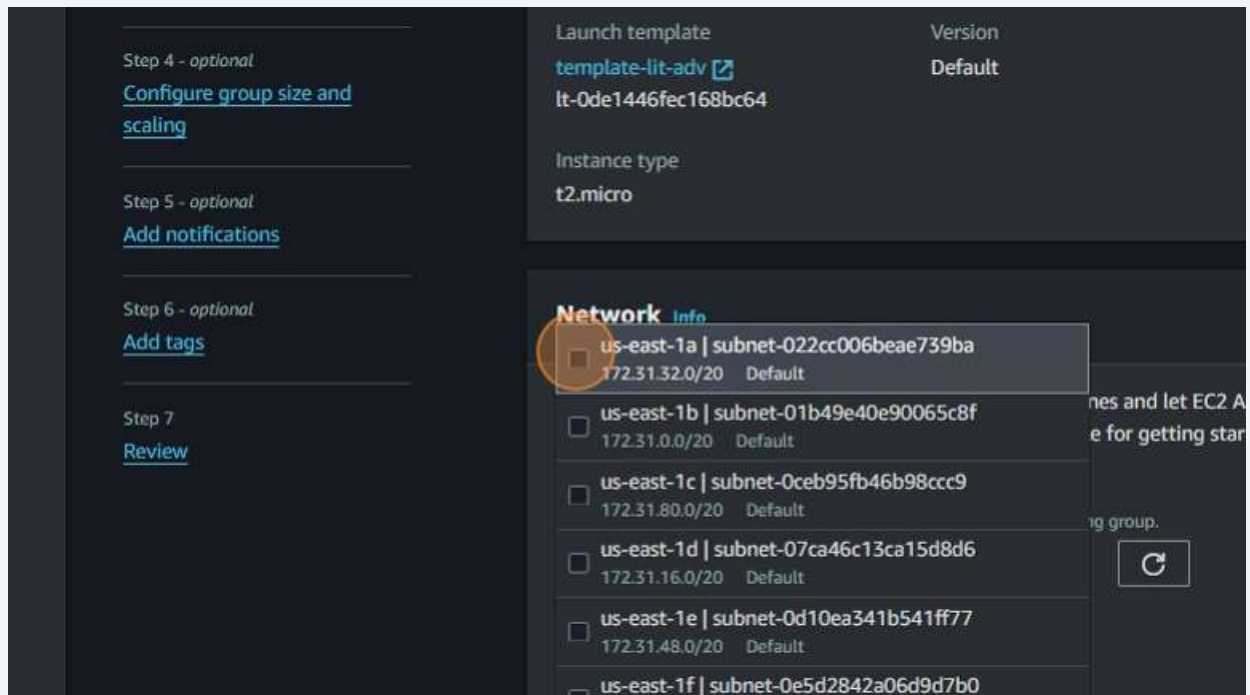 Step 4 - optional
Configure group size and
scaling
Step 5 - optional
Add notifications
Step 6 - optional
Add tags
Step 7
Review
Launch template
Version
template-lit-adv
Default
lt-0de1446fec168bc64
Instance type
t2.micro
Network Info
us-east-1a | subnet-022cc006beae739ba
172.31.32.0/20 Default
us-east-1b | subnet-01b49e40e90065c8f
172.31.0.0/20 Default
us-east-1c | subnet-0ceb95fb46b98ccc9
172.31.80.0/20 Default
us-east-1d | subnet-07ca46c13ca15d8d6
172.31.16.0/20 Default
us-east-1e | subnet-0d10ea341b541ff77
172.31.48.0/20 Default
us-east-1f | subnet-0e5d2842a06d9d7b0
nes and let EC2 A
e for getting star
ng group.